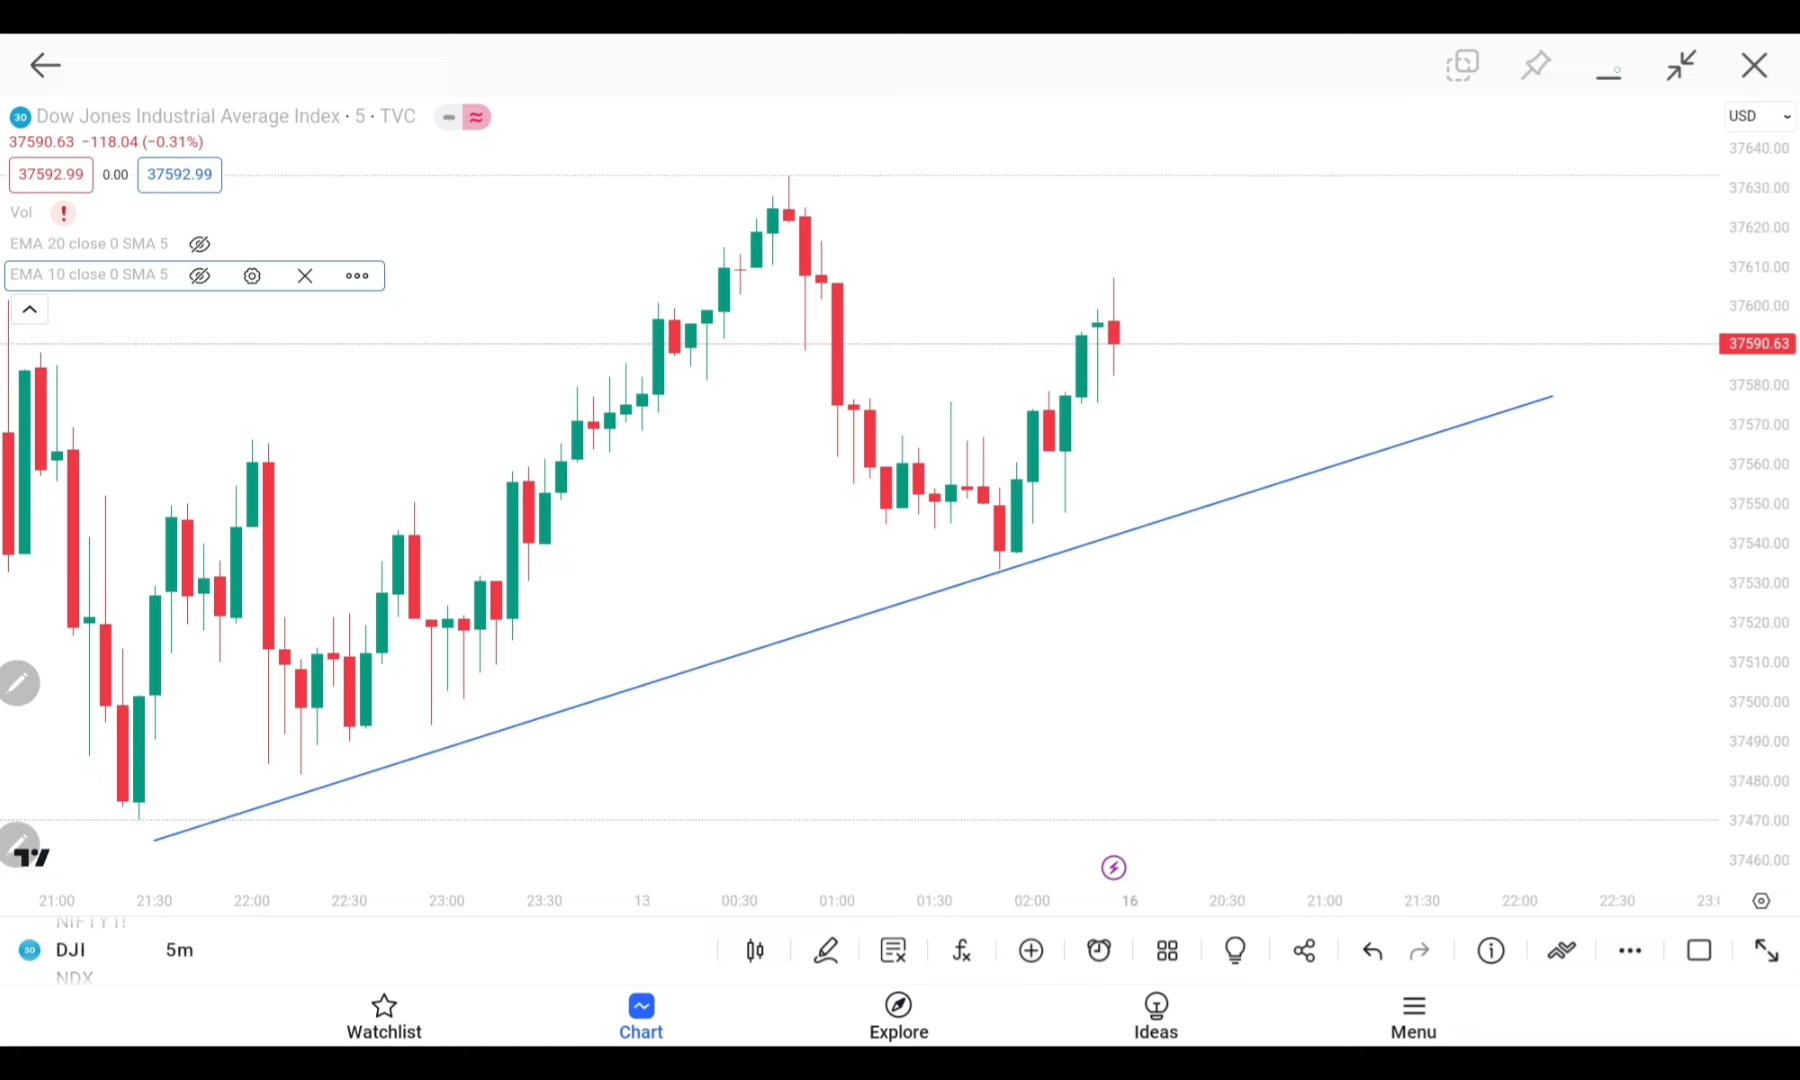 30 Dow Jones Industrial Average Index · 5 · TVC
USD
37590.63 −118.04 (−0.31%)
37592.99 0.00 37592.99
Vol
EMA 20 close 0 SMA 5
EMA 10 close 0 SMA 5
37640.00
37630.00
37620.00
37610.00
37600.00
37590.63
37580.00
37570.00
37560.00
37550.00
37540.00
37530.00
37520.00
37510.00
37500.00
37490.00
37480.00
37470.00
37460.00
21:00 21:30 22:00 22:30 23:00 23:30 13 00:30 01:00 01:30 02:00 16 20:30 21:00 21:30 22:00 22:30
NIFTY1!
30 DJI 5m
NDX
Watchlist Chart Explore Ideas Menu